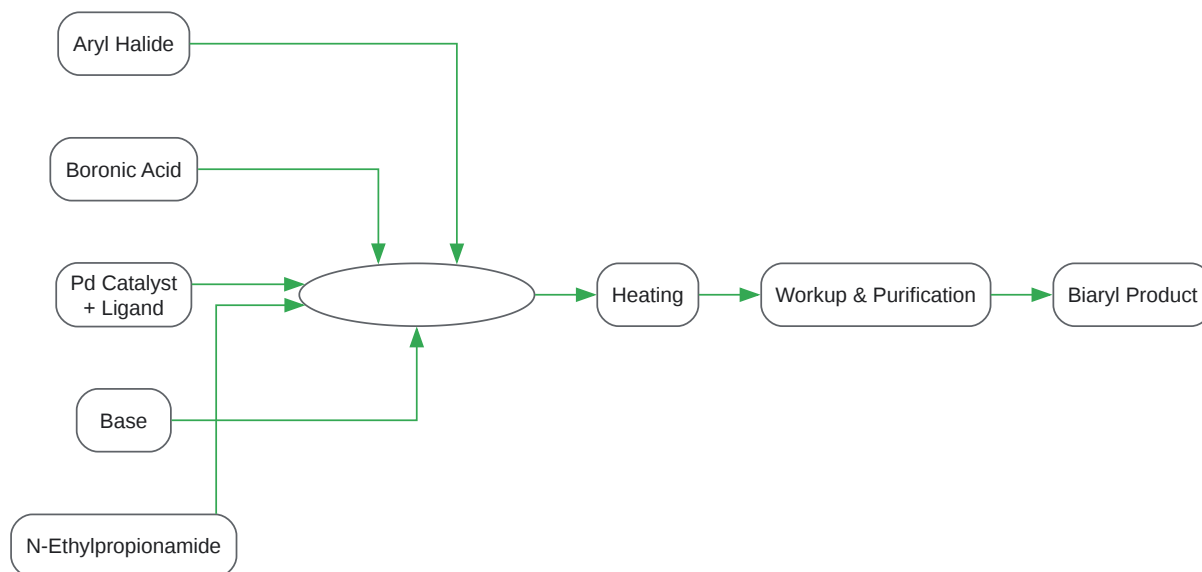 Aryl Halide
Boronic Acid
Pd Catalyst
+ Ligand
Heating
Workup & Purification
Biaryl Product
Base
N-Ethylpropionamide